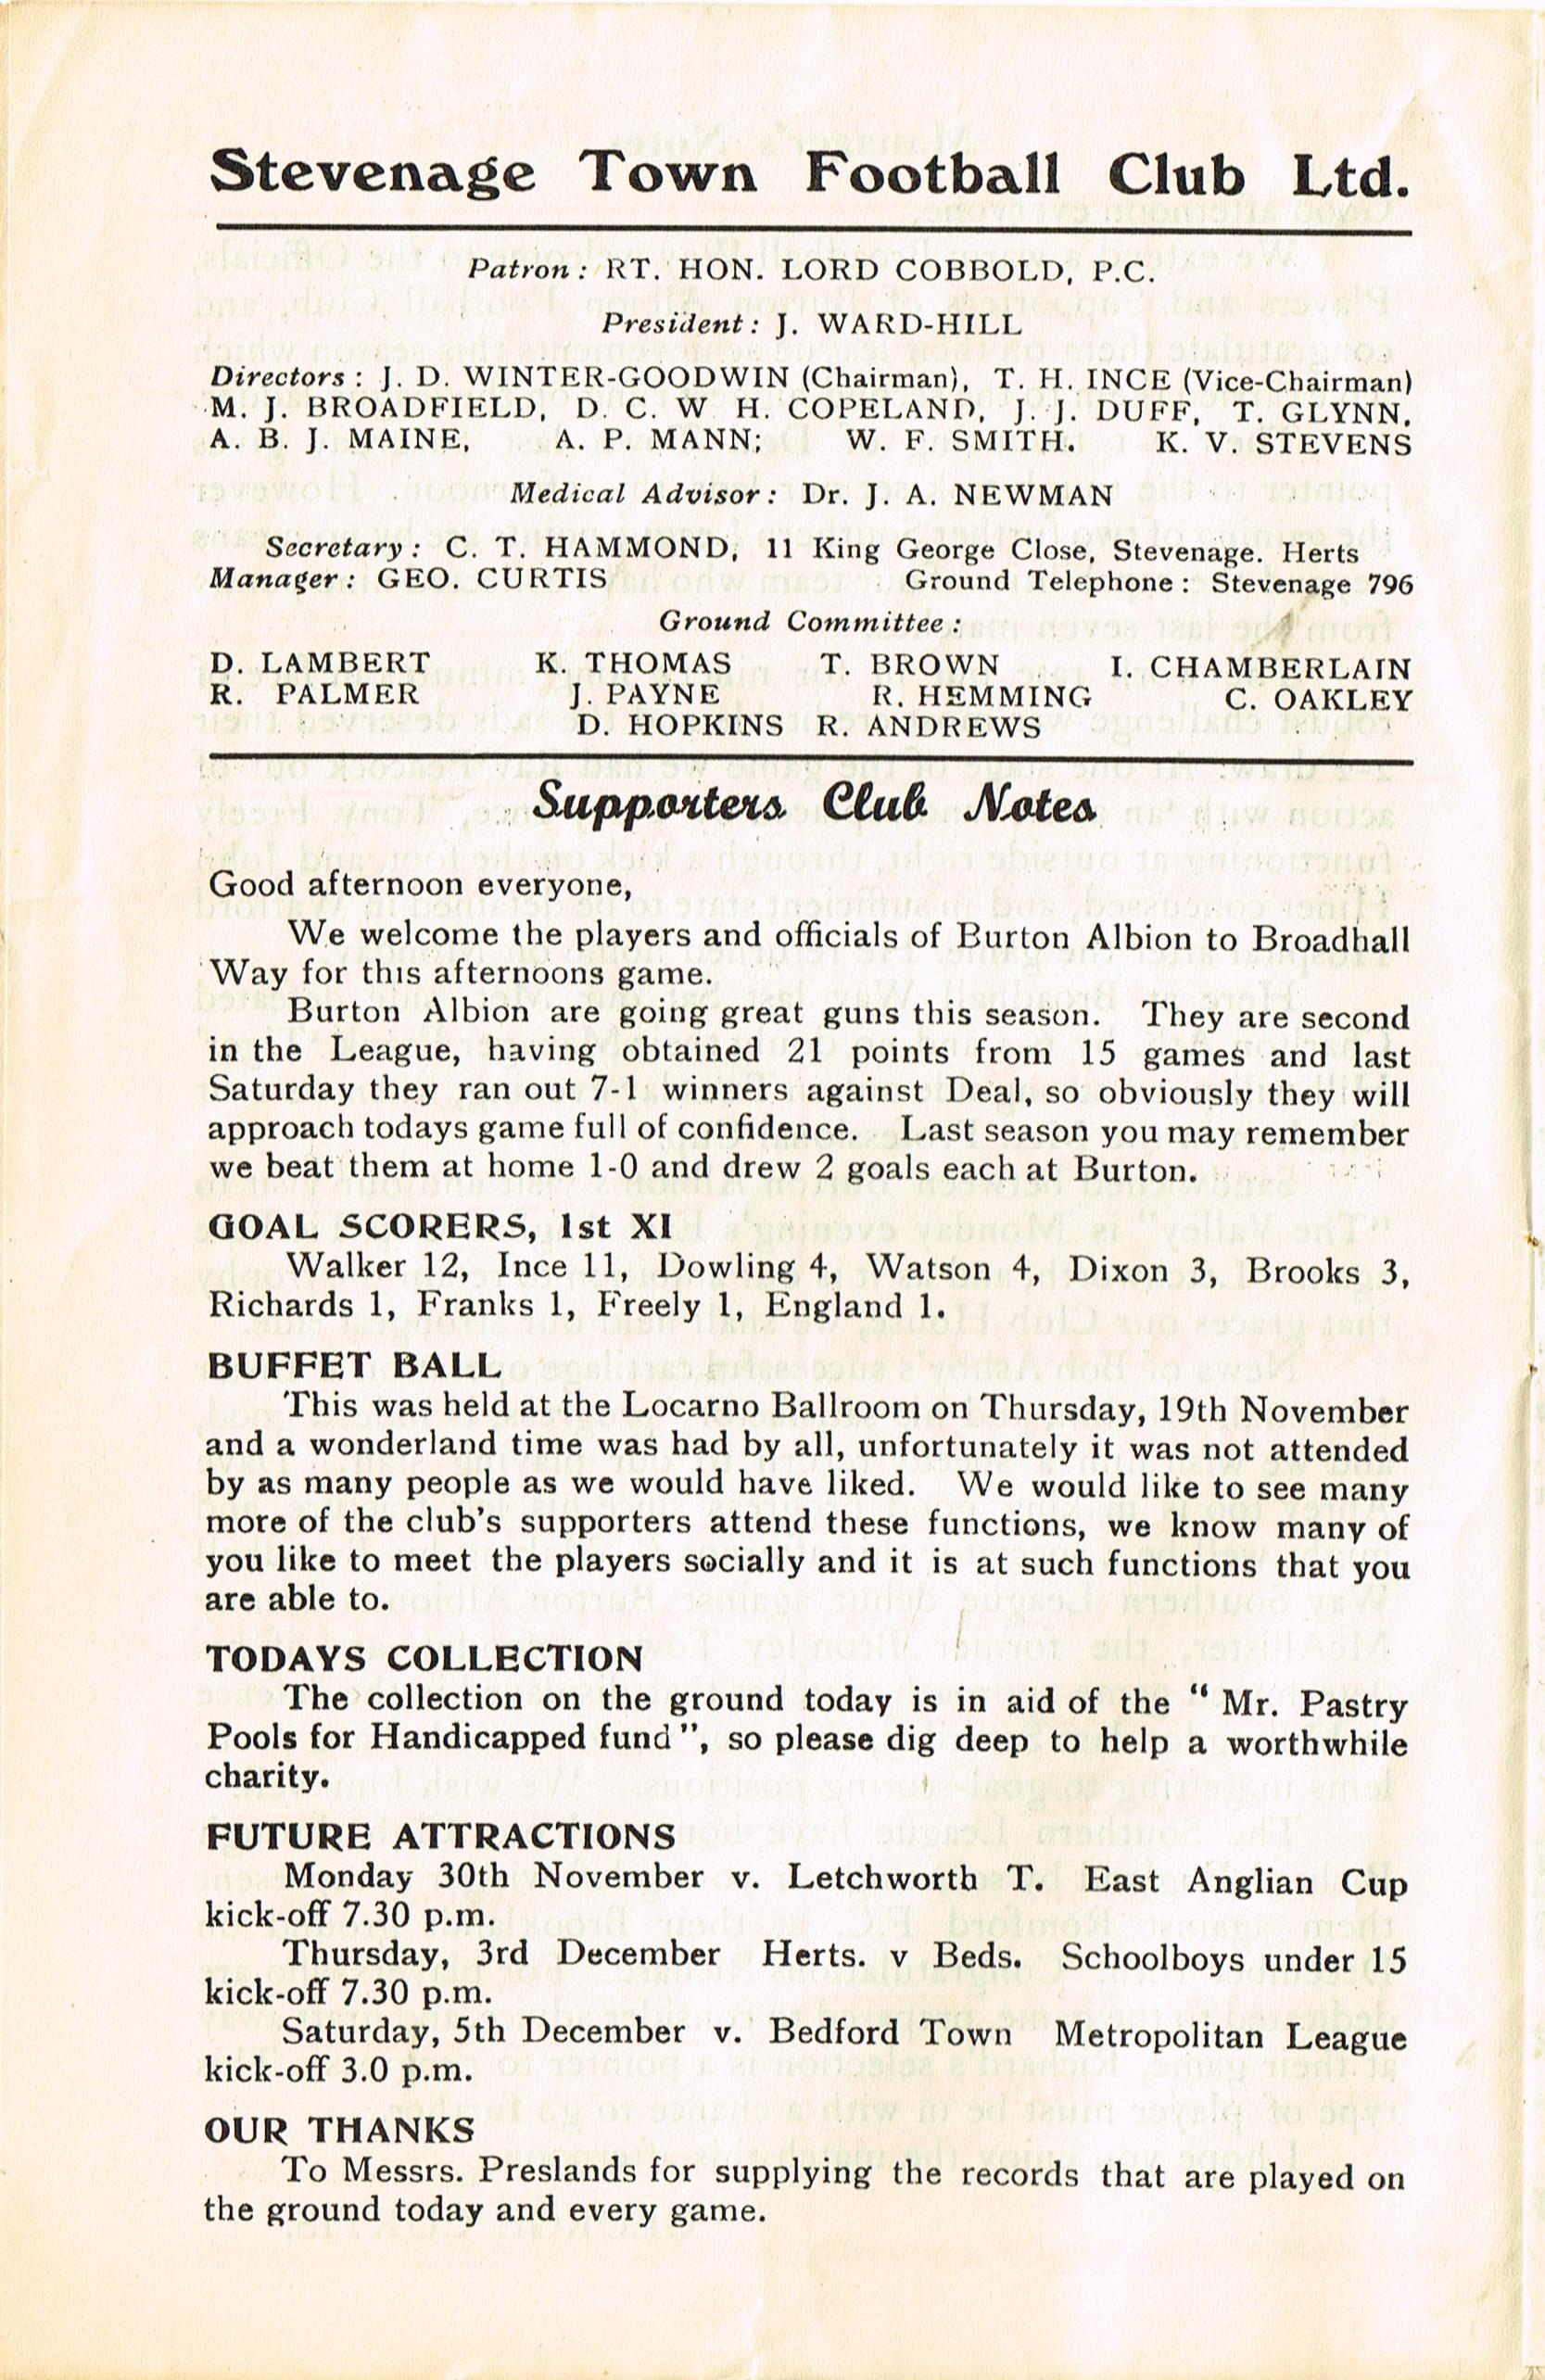 Stevenage Town Football Club Ltd.
Patron : RT. HON. LORD COBBOLD, P.C.
President : J. WARD-HILL
Directors : J. D. WINTER-GOODWIN (Chairman), T. H. INCE (Vice-Chairman)
M. J. BROADFIELD, D. C. W H. COPELAND, J. J. DUFF, T. GLYNN,
A. B. J. MAINE, A. P. MANN; W. F. SMITH. K. V. STEVENS
Medical Advisor : Dr. J. A. NEWMAN
Secretary : C. T. HAMMOND, 11 King George Close, Stevenage. Herts
Manager : GEO. CURTIS Ground Telephone : Stevenage 796
Ground Committee :
D. LAMBERT K. THOMAS T. BROWN I. CHAMBERLAIN
R. PALMER J. PAYNE R. HEMMING C. OAKLEY
D. HOPKINS R. ANDREWS
Supporters Club Notes
Good afternoon everyone,
We welcome the players and officials of Burton Albion to Broadhall
Way for this afternoons game.
Burton Albion are going great guns this season. They are second
in the League, having obtained 21 points from 15 games and last
Saturday they ran out 7-1 winners against Deal, so obviously they will
approach todays game full of confidence. Last season you may remember
we beat them at home 1-0 and drew 2 goals each at Burton.
GOAL SCORERS, 1st XI
Walker 12, Ince 11, Dowling 4, Watson 4, Dixon 3, Brooks 3,
Richards 1, Franks 1, Freely 1, England 1.
BUFFET BALL
This was held at the Locarno Ballroom on Thursday, 19th November
and a wonderland time was had by all, unfortunately it was not attended
by as many people as we would have liked. We would like to see many
more of the club's supporters attend these functions, we know many of
you like to meet the players socially and it is at such functions that you
are able to.
TODAYS COLLECTION
The collection on the ground today is in aid of the “ Mr. Pastry
Pools for Handicapped fund ”, so please dig deep to help a worthwhile
charity.
FUTURE ATTRACTIONS
Monday 30th November v. Letchworth T. East Anglian Cup
kick-off 7.30 p.m.
Thursday, 3rd December Herts. v Beds. Schoolboys under 15
kick-off 7.30 p.m.
Saturday, 5th December v. Bedford Town Metropolitan League
kick-off 3.0 p.m.
OUR THANKS
To Messrs. Preslands for supplying the records that are played on
the ground today and every game.